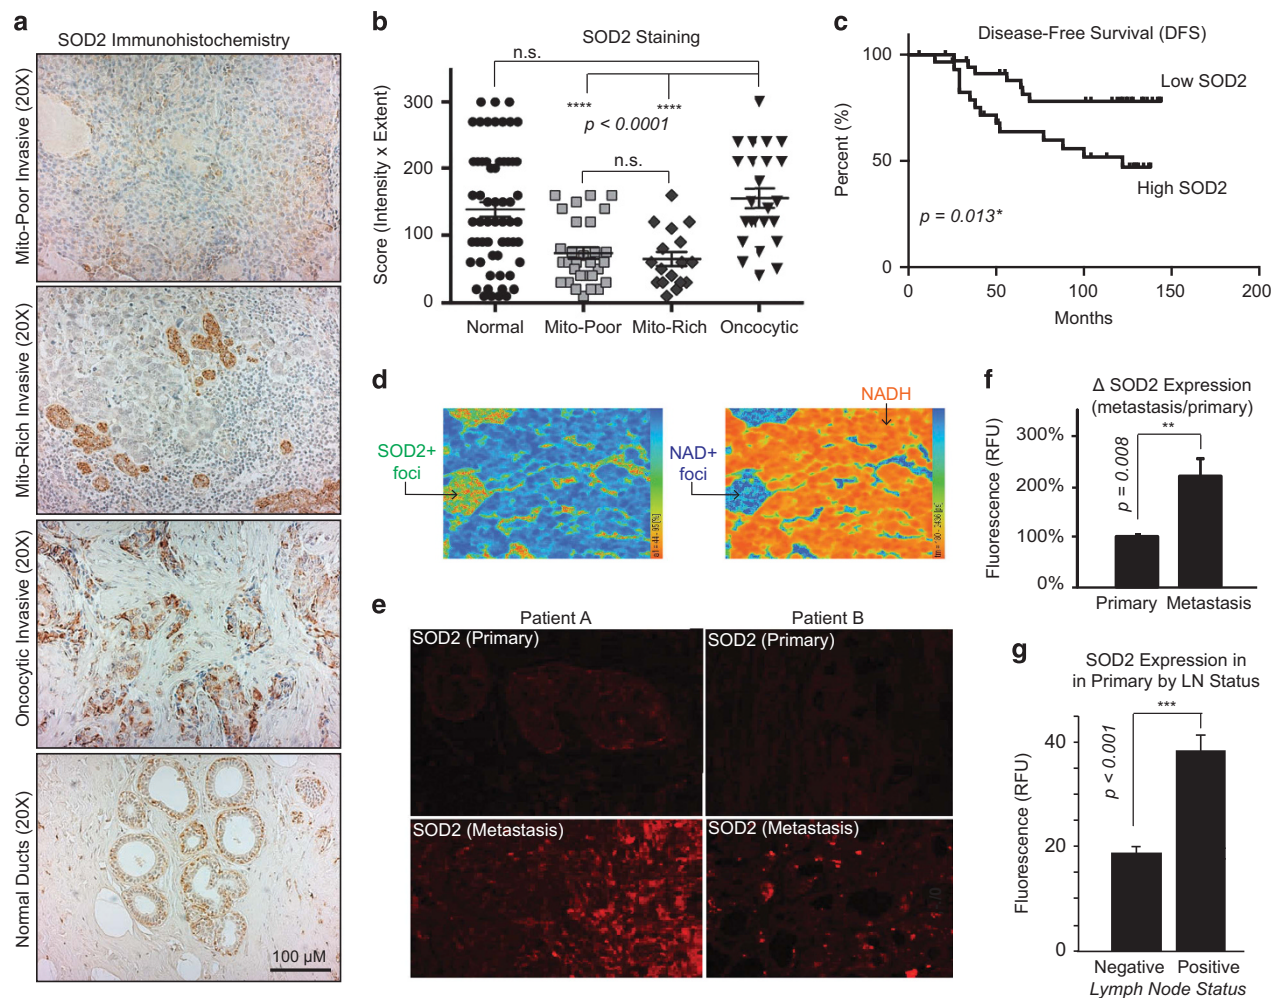 a
SOD2 Immunohistochemistry
Mito-Poor Invasive (20X)
Mito-Rich Invasive (20X)
Oncocytic Invasive (20X)
Normal Ducts (20X)
100 µM
b
SOD2 Staining
n.s.
****
****
p < 0.0001
n.s.
Score (Intensity x Extent)
300
200
100
0
Normal
Mito-Poor
Mito-Rich
Oncocytic
c
Disease-Free Survival (DFS)
Percent (%)
100
50
0
Low SOD2
High SOD2
p = 0.013*
0
50
100
150
200
Months
d
SOD2+
foci
NADH
NAD+
foci
e
Patient A
Patient B
SOD2 (Primary)
SOD2 (Primary)
SOD2 (Metastasis)
SOD2 (Metastasis)
f
Δ SOD2 Expression
(metastasis/primary)
**
p = 0.008
Fluorescence (RFU)
300%
200%
100%
0%
Primary
Metastasis
g
SOD2 Expression in
in Primary by LN Status
***
p < 0.001
Fluorescence (RFU)
40
20
0
Negative
Positive
Lymph Node Status